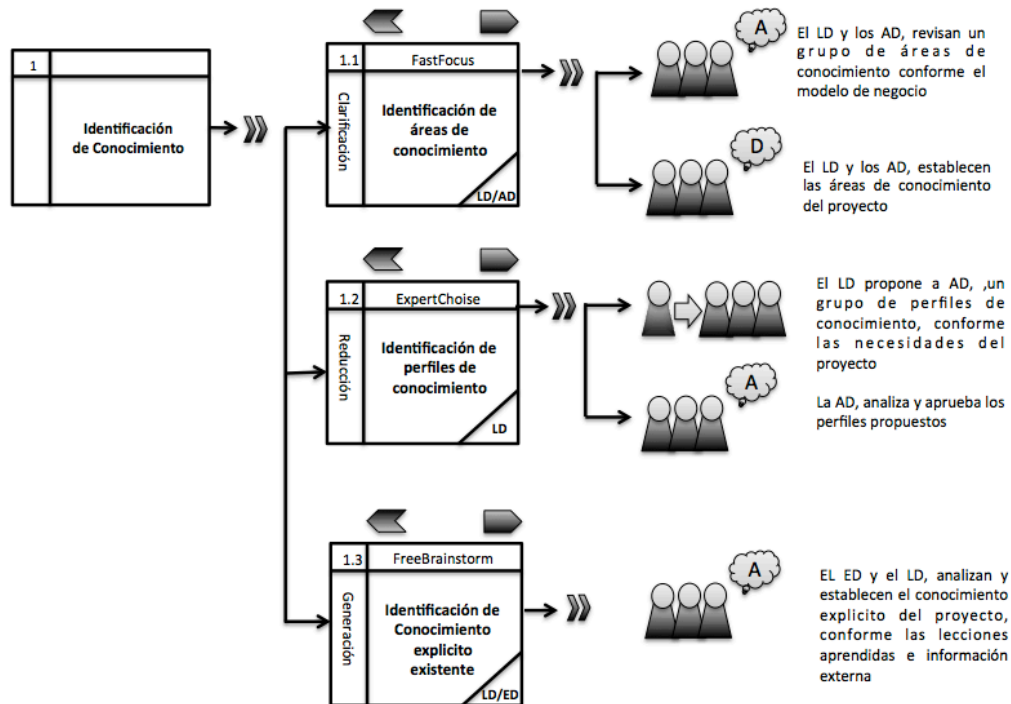 1
Identificación
de Conocimiento
1.1
FastFocus
Clarificación
Identificación de
áreas de
conocimiento
LD/AD
A
El LD y los AD, revisan un
grupo de áreas de
conocimiento conforme el
modelo de negocio
D
El LD y los AD, establecen
las áreas de conocimiento
del proyecto
1.2
ExpertChoise
Reducción
Identificación de
perfiles de
conocimiento
LD
El LD propone a AD, ,un
grupo de perfiles de
conocimiento, conforme
las necesidades del
proyecto
A
La AD, analiza y aprueba los
perfiles propuestos
1.3
FreeBrainstorm
Generación
Identificación de
Conocimiento
explicito
existente
LD/ED
A
EL ED y el LD, analizan y
establecen el conocimiento
explicito del proyecto,
conforme las lecciones
aprendidas e información
externa